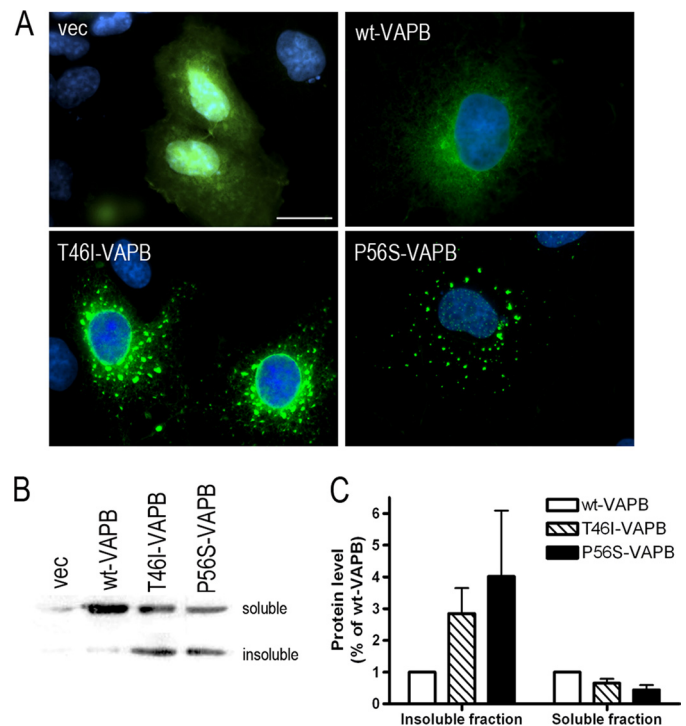 A
vec
wt-VAPB
T46I-VAPB
P56S-VAPB
B
vec
wt-VAPB
T46I-VAPB
P56S-VAPB
soluble
insoluble
C
Protein level
(% of wt-VAPB)
6
5
4
3
2
1
0
wt-VAPB
T46I-VAPB
P56S-VAPB
Insoluble fraction
Soluble fraction